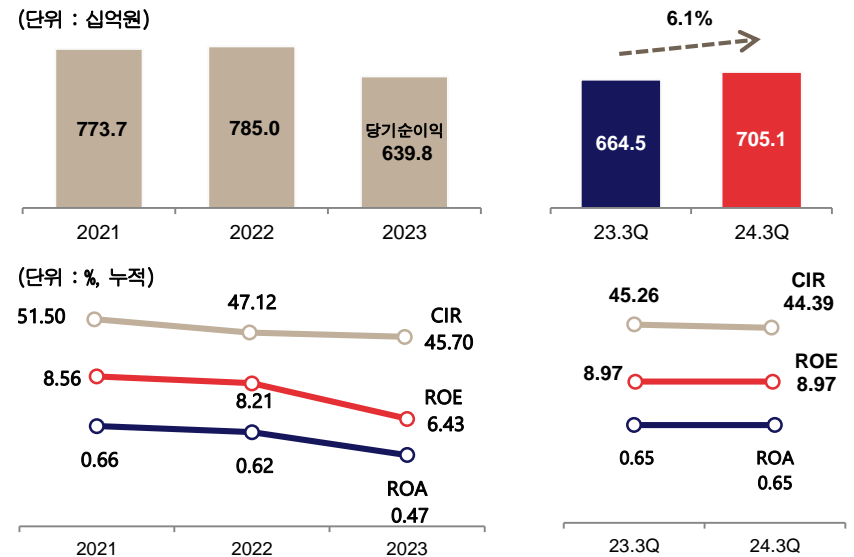 (단위 : 십억원)
6.1%
773.7
785.0
당기순이익
639.8
664.5
705.1
2021
2022
2023
23.3Q
24.3Q
(단위 : %, 누적)
51.50
47.12
CIR
45.70
45.26
CIR
44.39
8.56
8.21
ROE
6.43
8.97
ROE
8.97
0.66
0.62
ROA
0.47
0.65
ROA
0.65
2021
2022
2023
23.3Q
24.3Q